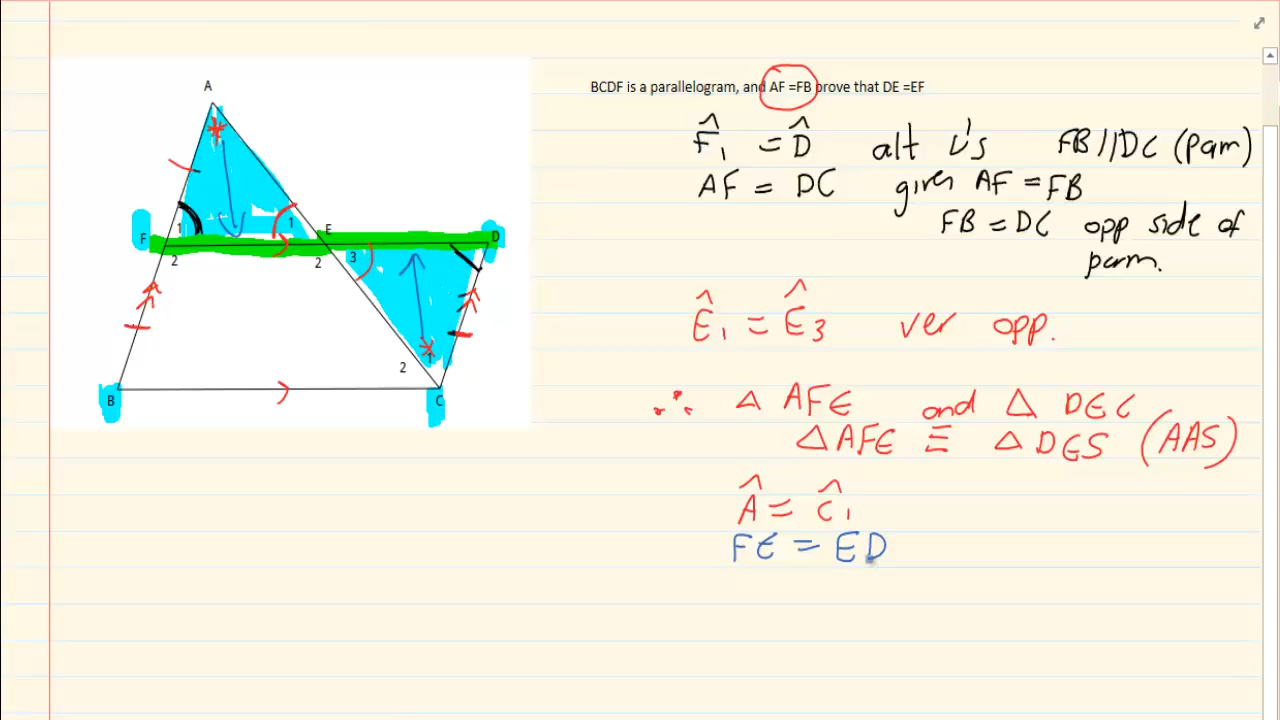 A
F
1
2
E
1
2
3
D
B
C
2
1
BCDF is a parallelogram, and AF =FB prove that DE =EF
F̂₁ = D̂ alt ∠'s FB//DC (parm)
AF = DC given AF = FB
FB = DC opp side of
parm.
Ê₁ = Ê₃ ver opp.
∴ △ AFE and △ DEC
△AFE ≡ △DES (AAS)
Â = Ĉ₁
FE = ED